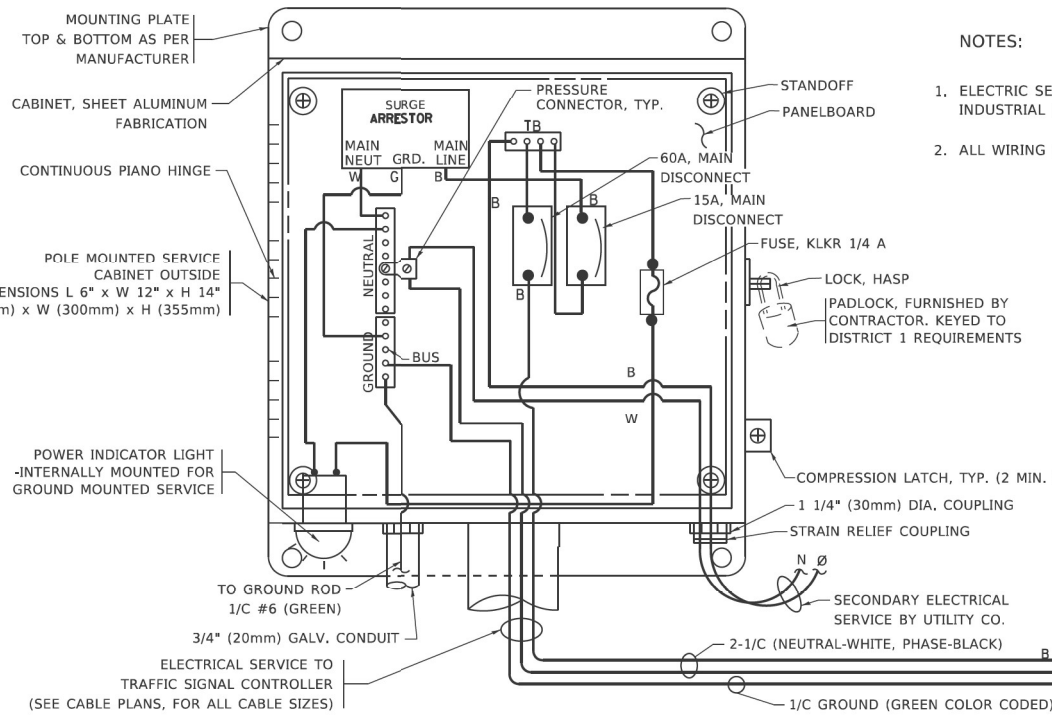 MOUNTING PLATE
TOP & BOTTOM AS PER
MANUFACTURER
CABINET, SHEET ALUMINUM
FABRICATION
CONTINUOUS PIANO HINGE
POLE MOUNTED SERVICE
CABINET OUTSIDE
ENSIONS L 6" x W 12" x H 14"
m) x W (300mm) x H (355mm)
POWER INDICATOR LIGHT
-INTERNALLY MOUNTED FOR
GROUND MOUNTED SERVICE
SURGE
ARRESTOR
MAIN
NEUT
GRD.
MAIN
LINE
W
G
B
PRESSURE
CONNECTOR, TYP.
TB
60A, MAIN
DISCONNECT
15A, MAIN
DISCONNECT
B
B
B
NEUTRAL
GROUND
BUS
B
W
STANDOFF
PANELBOARD
FUSE, KLKR 1/4 A
LOCK, HASP
PADLOCK, FURNISHED BY
CONTRACTOR. KEYED TO
DISTRICT 1 REQUIREMENTS
COMPRESSION LATCH, TYP. (2 MIN.
1 1/4" (30mm) DIA. COUPLING
STRAIN RELIEF COUPLING
N Ø
SECONDARY ELECTRICAL
SERVICE BY UTILITY CO.
TO GROUND ROD
1/C #6 (GREEN)
3/4" (20mm) GALV. CONDUIT
ELECTRICAL SERVICE TO
TRAFFIC SIGNAL CONTROLLER
(SEE CABLE PLANS, FOR ALL CABLE SIZES)
2-1/C (NEUTRAL-WHITE, PHASE-BLACK)
B
1/C GROUND (GREEN COLOR CODED)
NOTES:
1. ELECTRIC SE
INDUSTRIAL
2. ALL WIRING